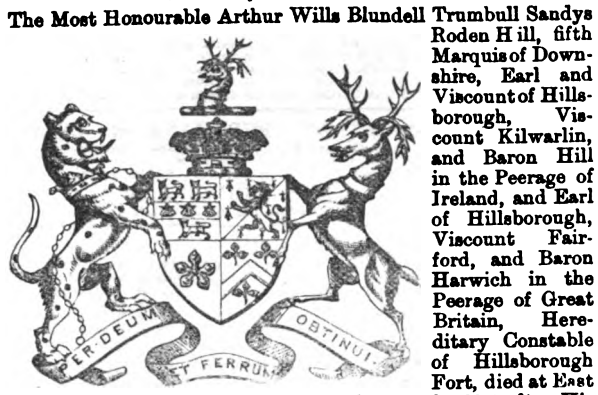 The Most Honourable Arthur Wills Blundell Trumbull Sandys
Roden Hill, fifth
Marquis of Down-
shire, Earl and
Viscount of Hills-
borough, Vis-
count Kilwarlin,
and Baron Hill
in the Peerage of
Ireland, and Earl
of Hillsborough,
Viscount Fair-
ford, and Baron
Harwich in the
Peerage of Great
Britain, Here-
ditary Constable
of Hillsborough
Fort, died at East
PER·DEUM
ET FERRUM
OBTINUI·